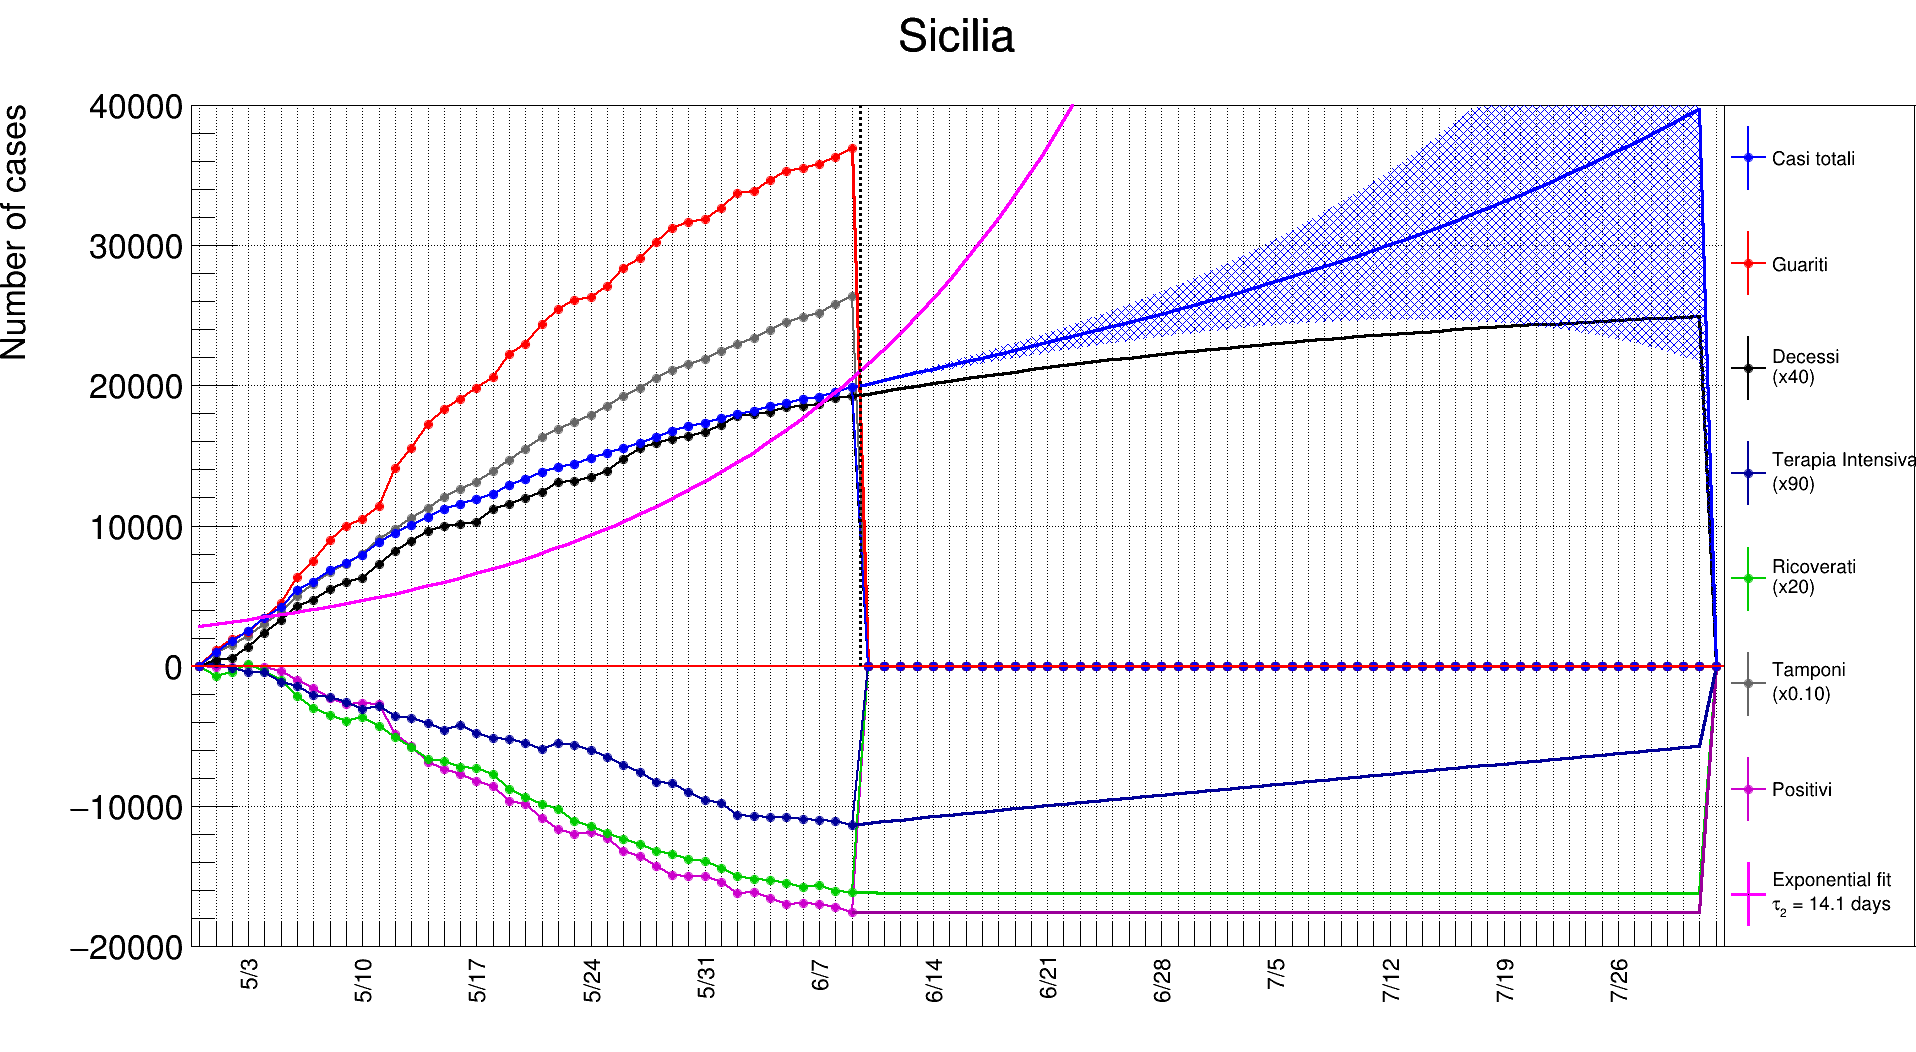 Sicilia
Number of cases
40000
30000
20000
10000
0
−10000
−20000
5/3
5/10
5/17
5/24
5/31
6/7
6/14
6/21
6/28
7/5
7/12
7/19
7/26
Casi totali
Guariti
Decessi
(x40)
Terapia Intensiva
(x90)
Ricoverati
(x20)
Tamponi
(x0.10)
Positivi
Exponential fit
τ2 = 14.1 days